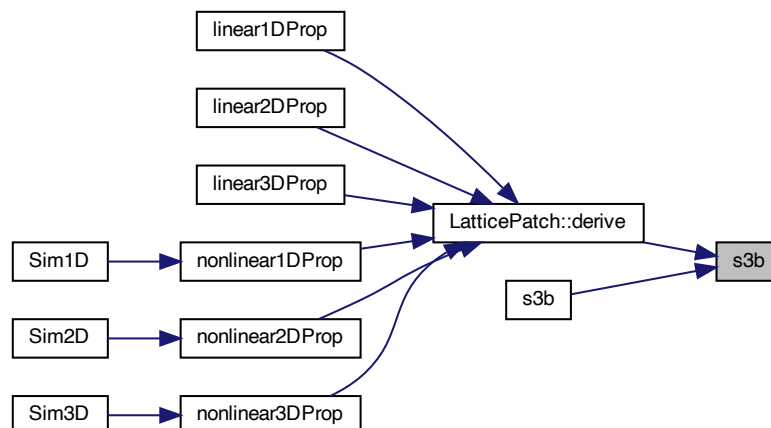 linear1DProp
linear2DProp
linear3DProp
LatticePatch::derive
Sim1D
nonlinear1DProp
s3b
s3b
Sim2D
nonlinear2DProp
Sim3D
nonlinear3DProp